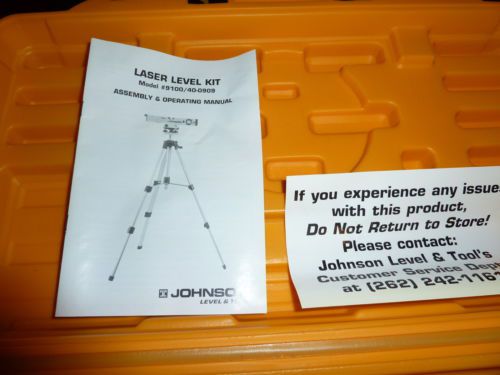 LASER LEVEL KIT
Model #9100/40-0909
ASSEMBLY & OPERATING MANUAL
JOHNSO
LEVEL &
If you experience any issues
with this product,
Do Not Return to Store!
Please contact:
Johnson Level & Tool's
Customer Service Dept
at (262) 242-116